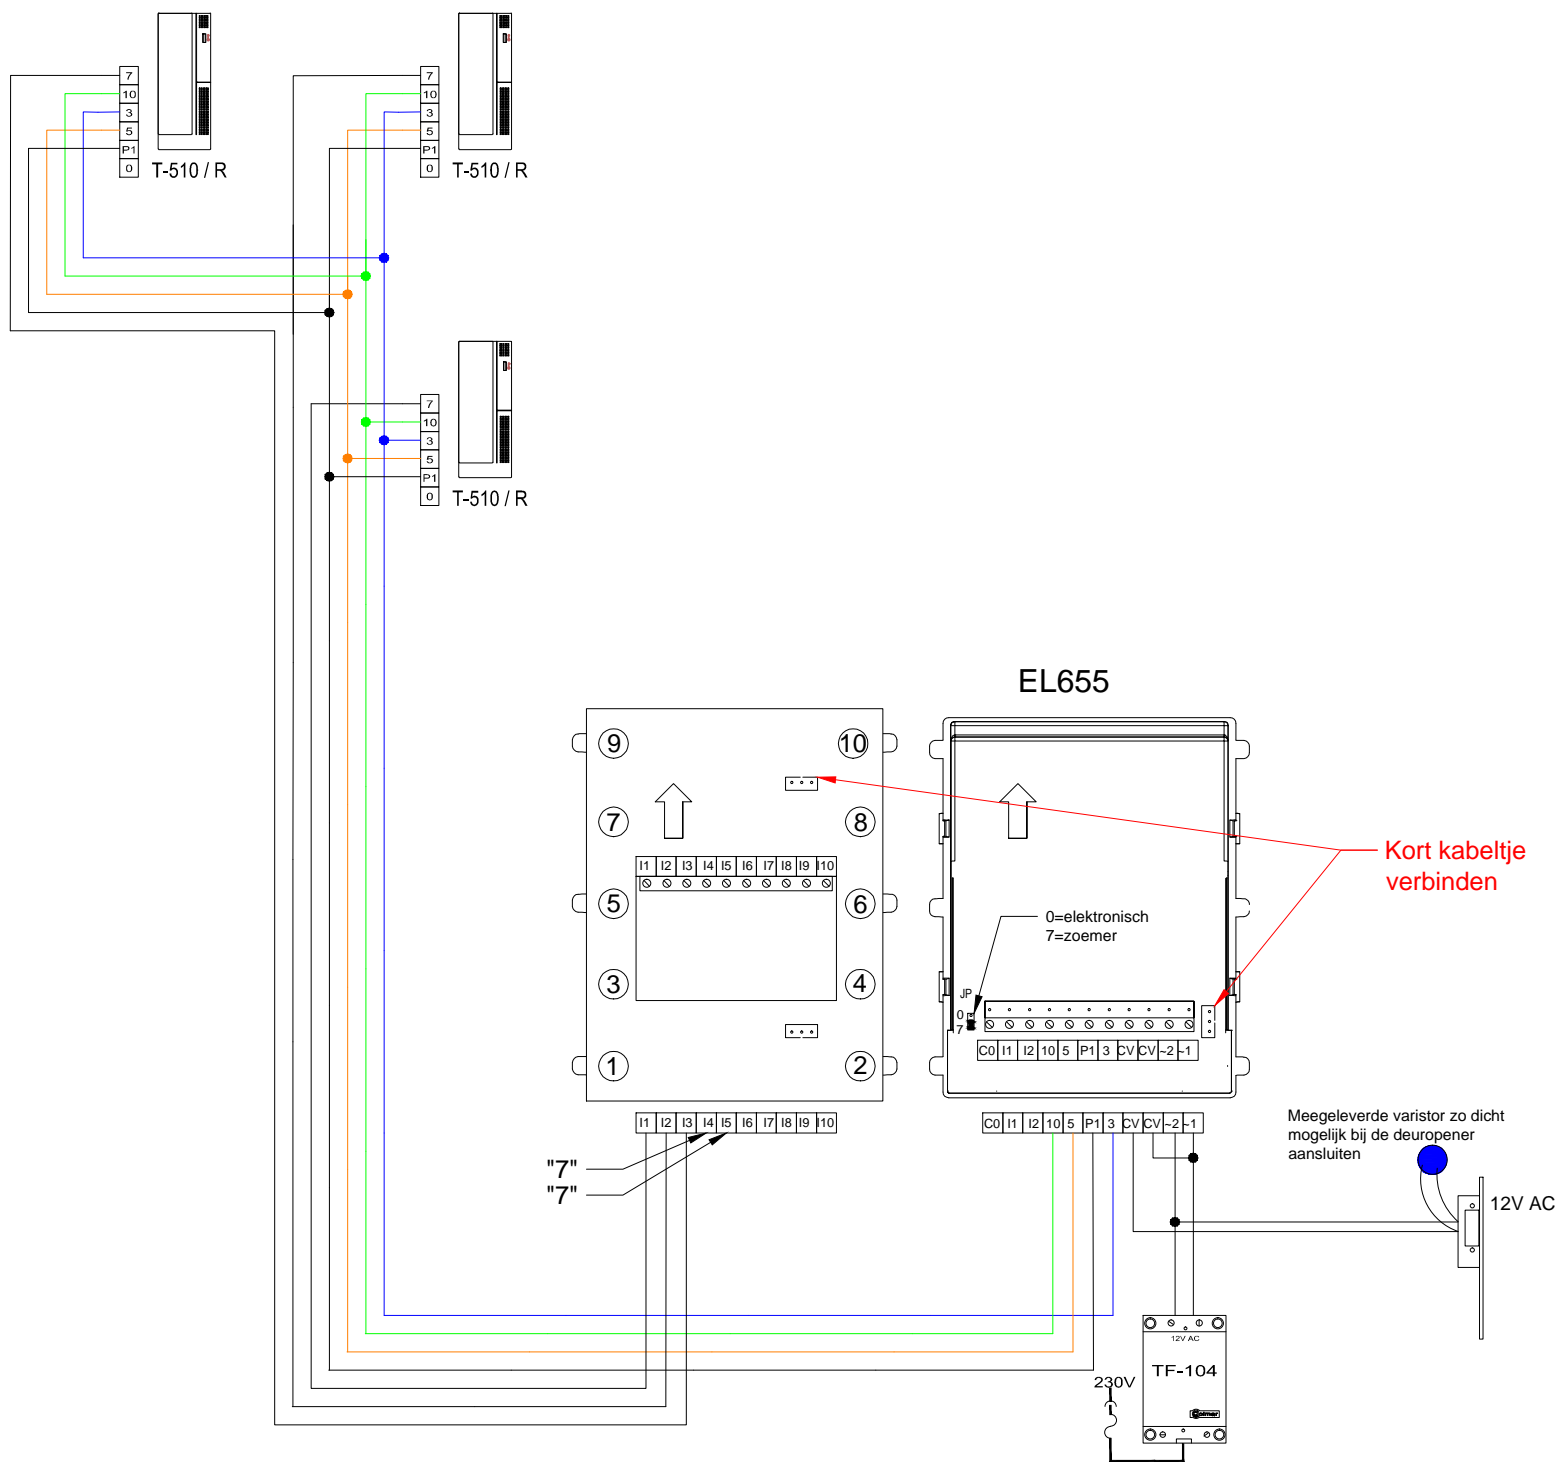 7
10
3
5
P1
0
T-510 / R
7
10
3
5
P1
0
T-510 / R
7
10
3
5
P1
0
T-510 / R
EL655
9
10
7
8
I1 I2 I3 I4 I5 I6 I7 I8 I9 I10
5
6
3
4
1
2
I1 I2 I3 I4 I5 I6 I7 I8 I9 I10
"7"
"7"
0=elektronisch
7=zoemer
JP
0
7
C0 I1 I2 10 5 P1 3 CV CV ~2 ~1
C0 I1 I2 10 5 P1 3 CV CV ~2 ~1
Kort kabeltje
verbinden
Meegeleverde varistor zo dicht
mogelijk bij de deuropener
aansluiten
12V AC
12V AC
TF-104
230V
Golmar